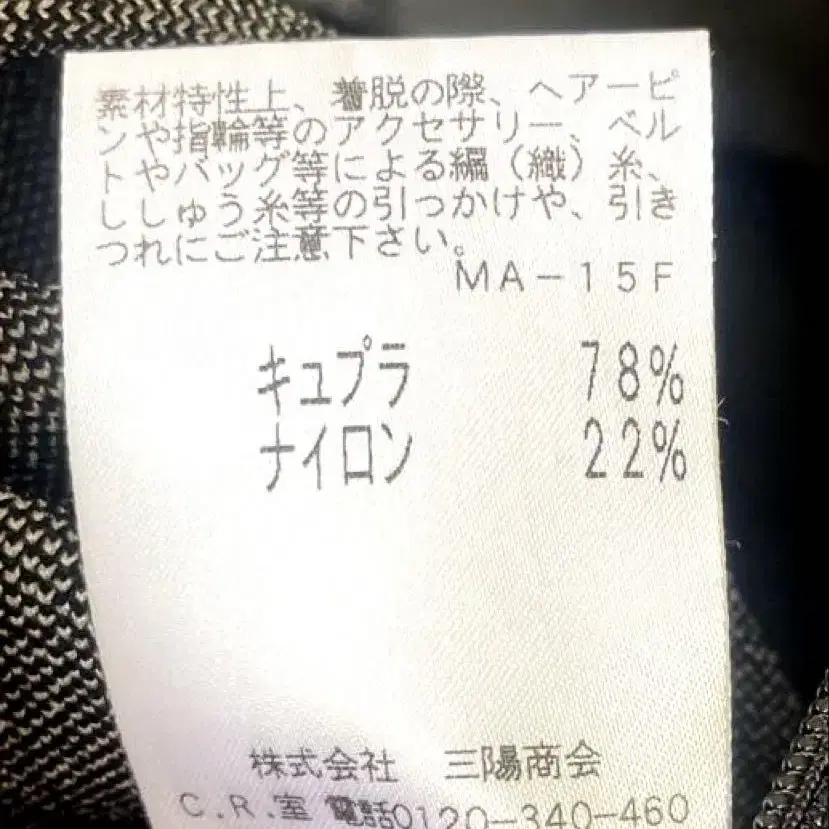 素材特性上、着脱の際、ヘアーピ
ンや指輪等のアクセサリー、ベル
トやバッグ等による編（織）糸、
ししゅう糸等の引っかけや、引き
つれにご注意下さい。
MA－15F
キュプラ 78%
ナイロン 22%
株式会社 三陽商会
C.R.室 電話0120-340-460